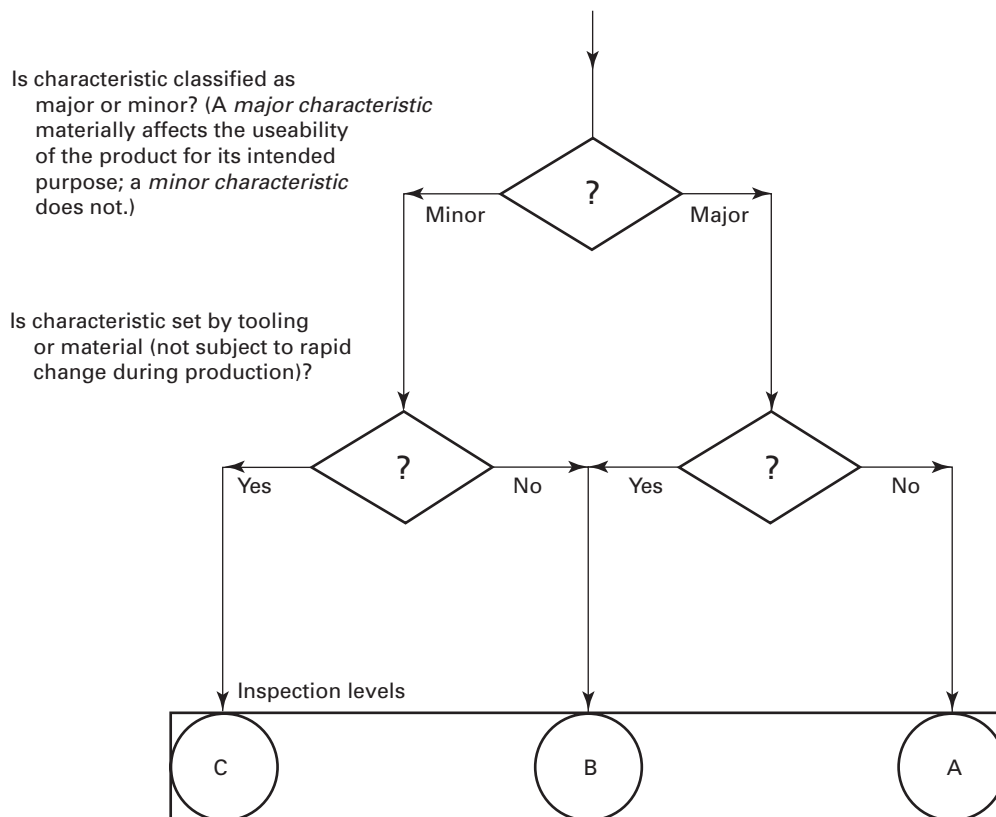 Is characteristic classified as
major or minor? (A major characteristic
materially affects the useability
of the product for its intended
purpose; a minor characteristic
does not.)
?
Minor
Major
Is characteristic set by tooling
or material (not subject to rapid
change during production)?
?
?
Yes
No
Yes
No
Inspection levels
C
B
A